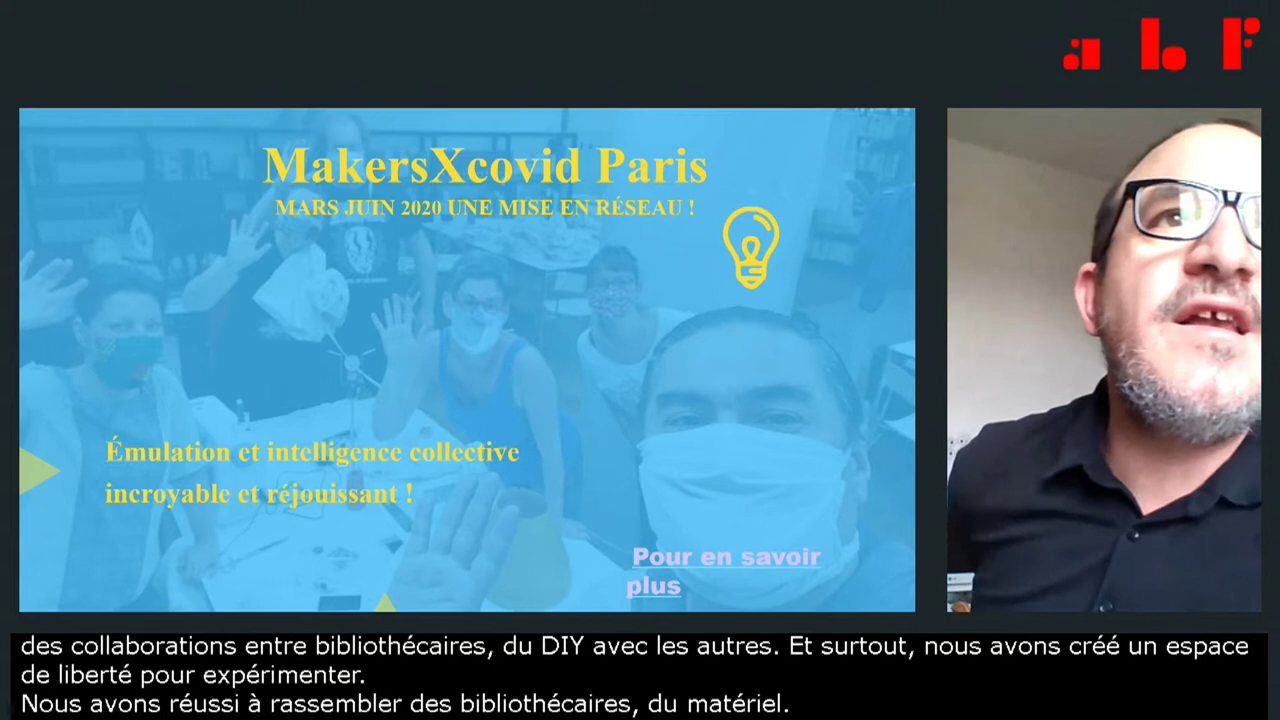 abf
MakersXcovid Paris
MARS JUIN 2020 UNE MISE EN RÉSEAU !
Émulation et intelligence collective
incroyable et réjouissant !
Pour en savoir
plus
des collaborations entre bibliothécaires, du DIY avec les autres. Et surtout, nous avons créé un espace
de liberté pour expérimenter.
Nous avons réussi à rassembler des bibliothécaires, du matériel.